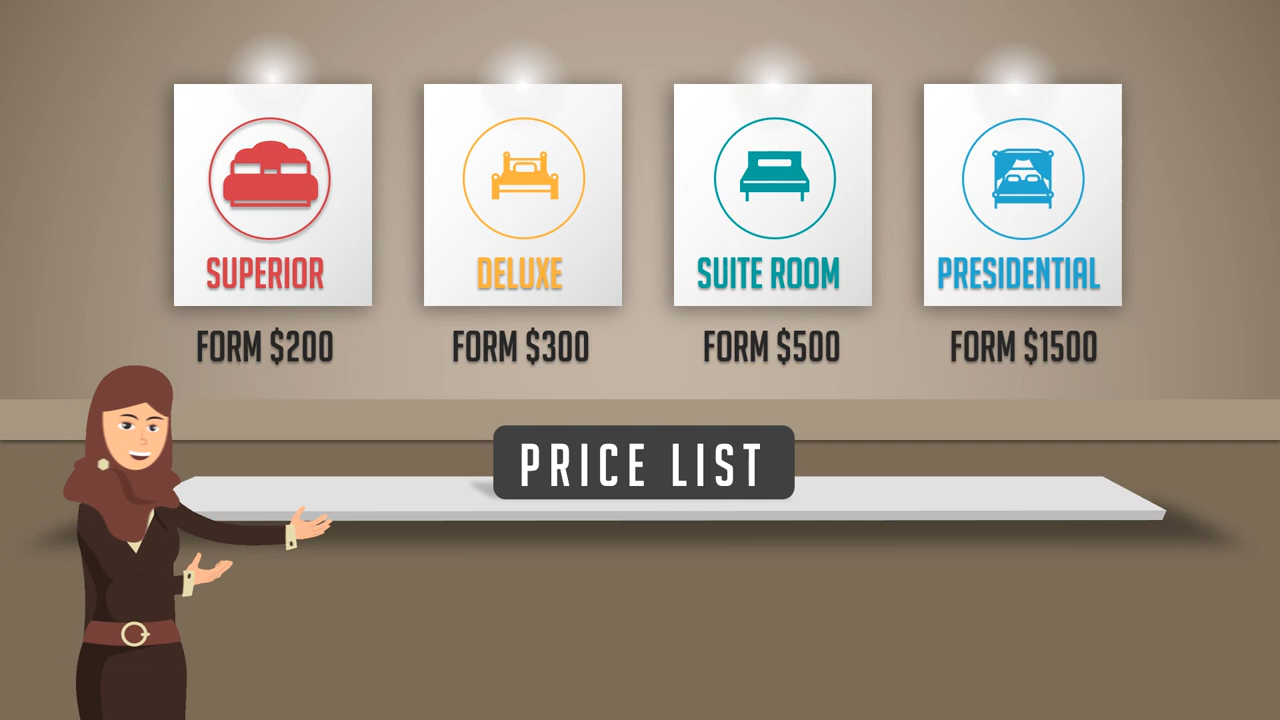 SUPERIOR
DELUXE
SUITE ROOM
PRESIDENTIAL
FORM $200
FORM $300
FORM $500
FORM $1500
PRICE LIST